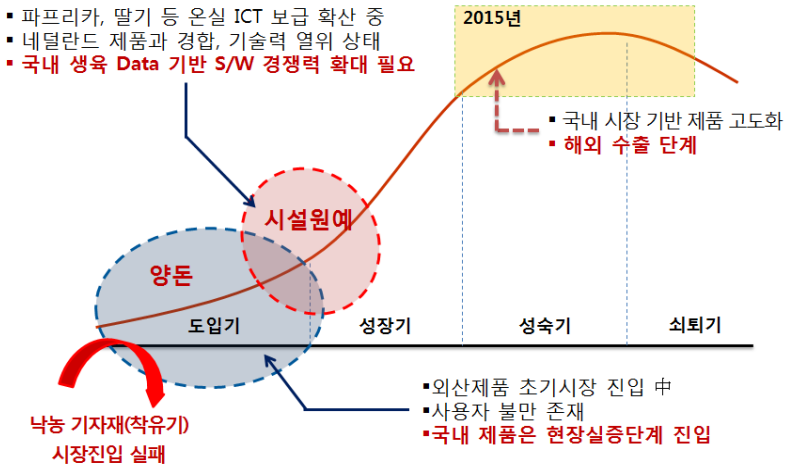 ▪ 파프리카, 딸기 등 온실 ICT 보급 확산 중
▪ 네덜란드 제품과 경합, 기술력 열위 상태
▪ 국내 생육 Data 기반 S/W 경쟁력 확대 필요
2015년
▪ 국내 시장 기반 제품 고도화
▪ 해외 수출 단계
시설원예
양돈
도입기
성장기
성숙기
쇠퇴기
낙농 기자재(착유기)
시장진입 실패
▪외산제품 초기시장 진입 中
▪사용자 불만 존재
▪국내 제품은 현장실증단계 진입